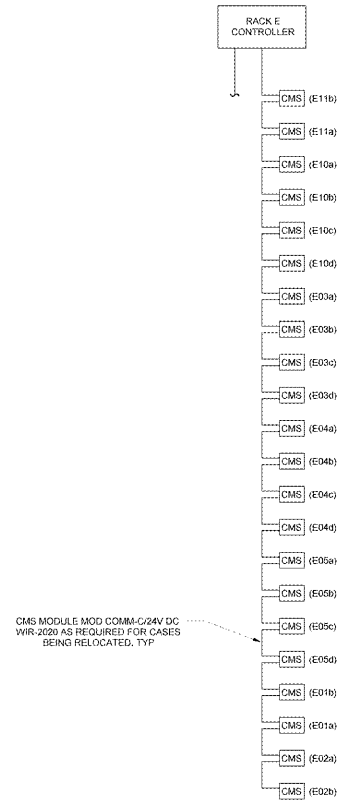 RACK E
CONTROLLER
CMS (E11b)
CMS (E11a)
CMS (E10a)
CMS (E10b)
CMS (E10c)
CMS (E10d)
CMS (E03a)
CMS (E03b)
CMS (E03c)
CMS (E03d)
CMS (E04a)
CMS (E04b)
CMS (E04c)
CMS (E04d)
CMS (E05a)
CMS (E05b)
CMS (E05c)
CMS MODULE MOD COMM-C/24V DC
WIR-2020 AS REQUIRED FOR CASES
BEING RELOCATED, TYP
CMS (E05d)
CMS (E01b)
CMS (E01a)
CMS (E02a)
CMS (E02b)